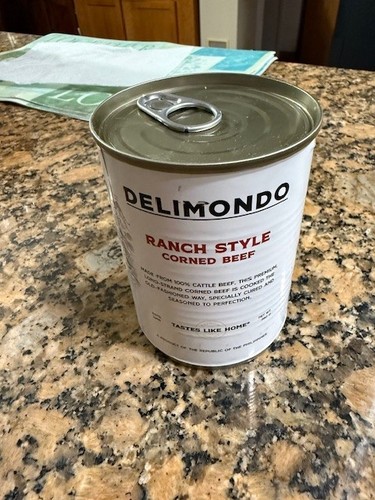 DELIMONDO
RANCH STYLE
CORNED BEEF
MADE FROM 100% CATTLE BEEF, THIS PREMIUM,
LONG-STRAND CORNED BEEF IS COOKED THE
OLD-FASHIONED WAY, SPECIALLY CURED AND
SEASONED TO PERFECTION.
"TASTES LIKE HOME"
A PRODUCT OF THE REPUBLIC OF THE PHILIPPINES